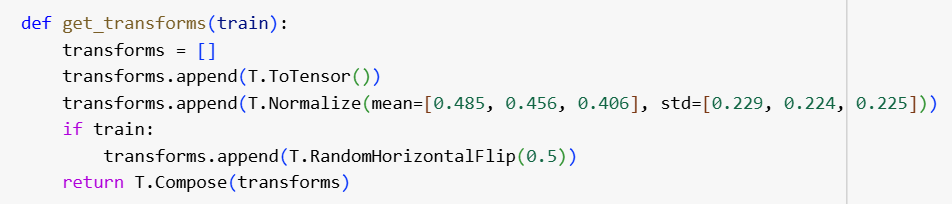 def get_transforms(train):
    transforms = []
    transforms.append(T.ToTensor())
    transforms.append(T.Normalize(mean=[0.485, 0.456, 0.406], std=[0.229, 0.224, 0.225]))
    if train:
        transforms.append(T.RandomHorizontalFlip(0.5))
    return T.Compose(transforms)